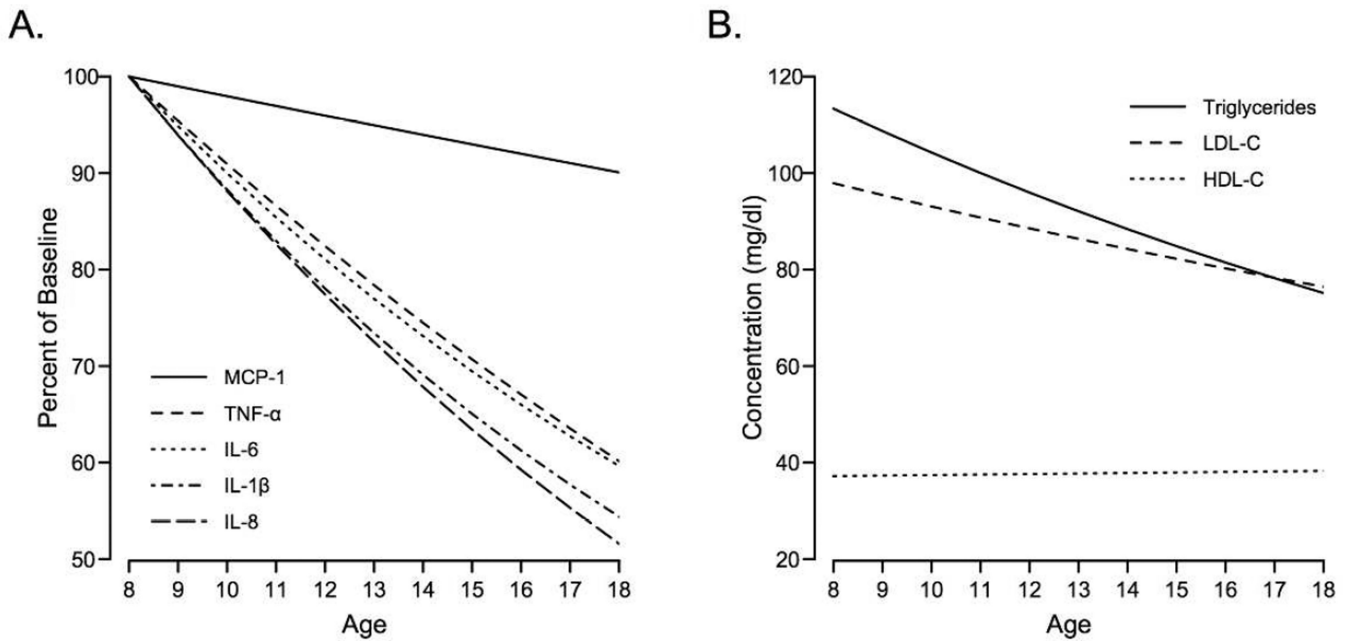 A.
Percent of Baseline
100
90
80
70
60
50
MCP-1
TNF-α
IL-6
IL-1β
IL-8
8 9 10 11 12 13 14 15 16 17 18
Age
B.
Concentration (mg/dl)
120
100
80
60
40
20
Triglycerides
LDL-C
HDL-C
8 9 10 11 12 13 14 15 16 17 18
Age